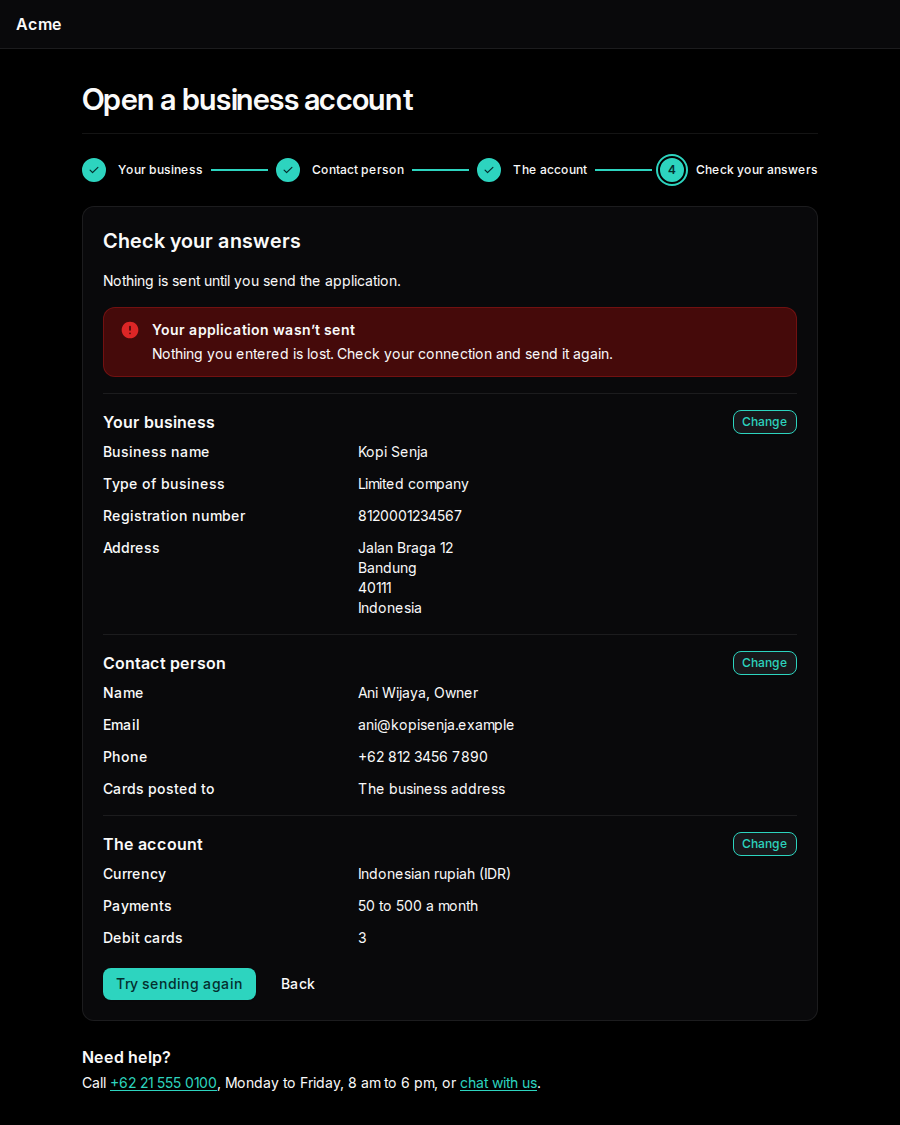 Acme
Open a business account
Your business
Contact person
The account
4
Check your answers
Check your answers
Nothing is sent until you send the application.
Your application wasn’t sent
Nothing you entered is lost. Check your connection and send it again.
Your business
Change
Business name
Kopi Senja
Type of business
Limited company
Registration number
8120001234567
Address
Jalan Braga 12
Bandung
40111
Indonesia
Contact person
Change
Name
Ani Wijaya, Owner
Email
ani@kopisenja.example
Phone
+62 812 3456 7890
Cards posted to
The business address
The account
Change
Currency
Indonesian rupiah (IDR)
Payments
50 to 500 a month
Debit cards
3
Try sending again
Back
Need help?
Call +62 21 555 0100, Monday to Friday, 8 am to 6 pm, or chat with us.